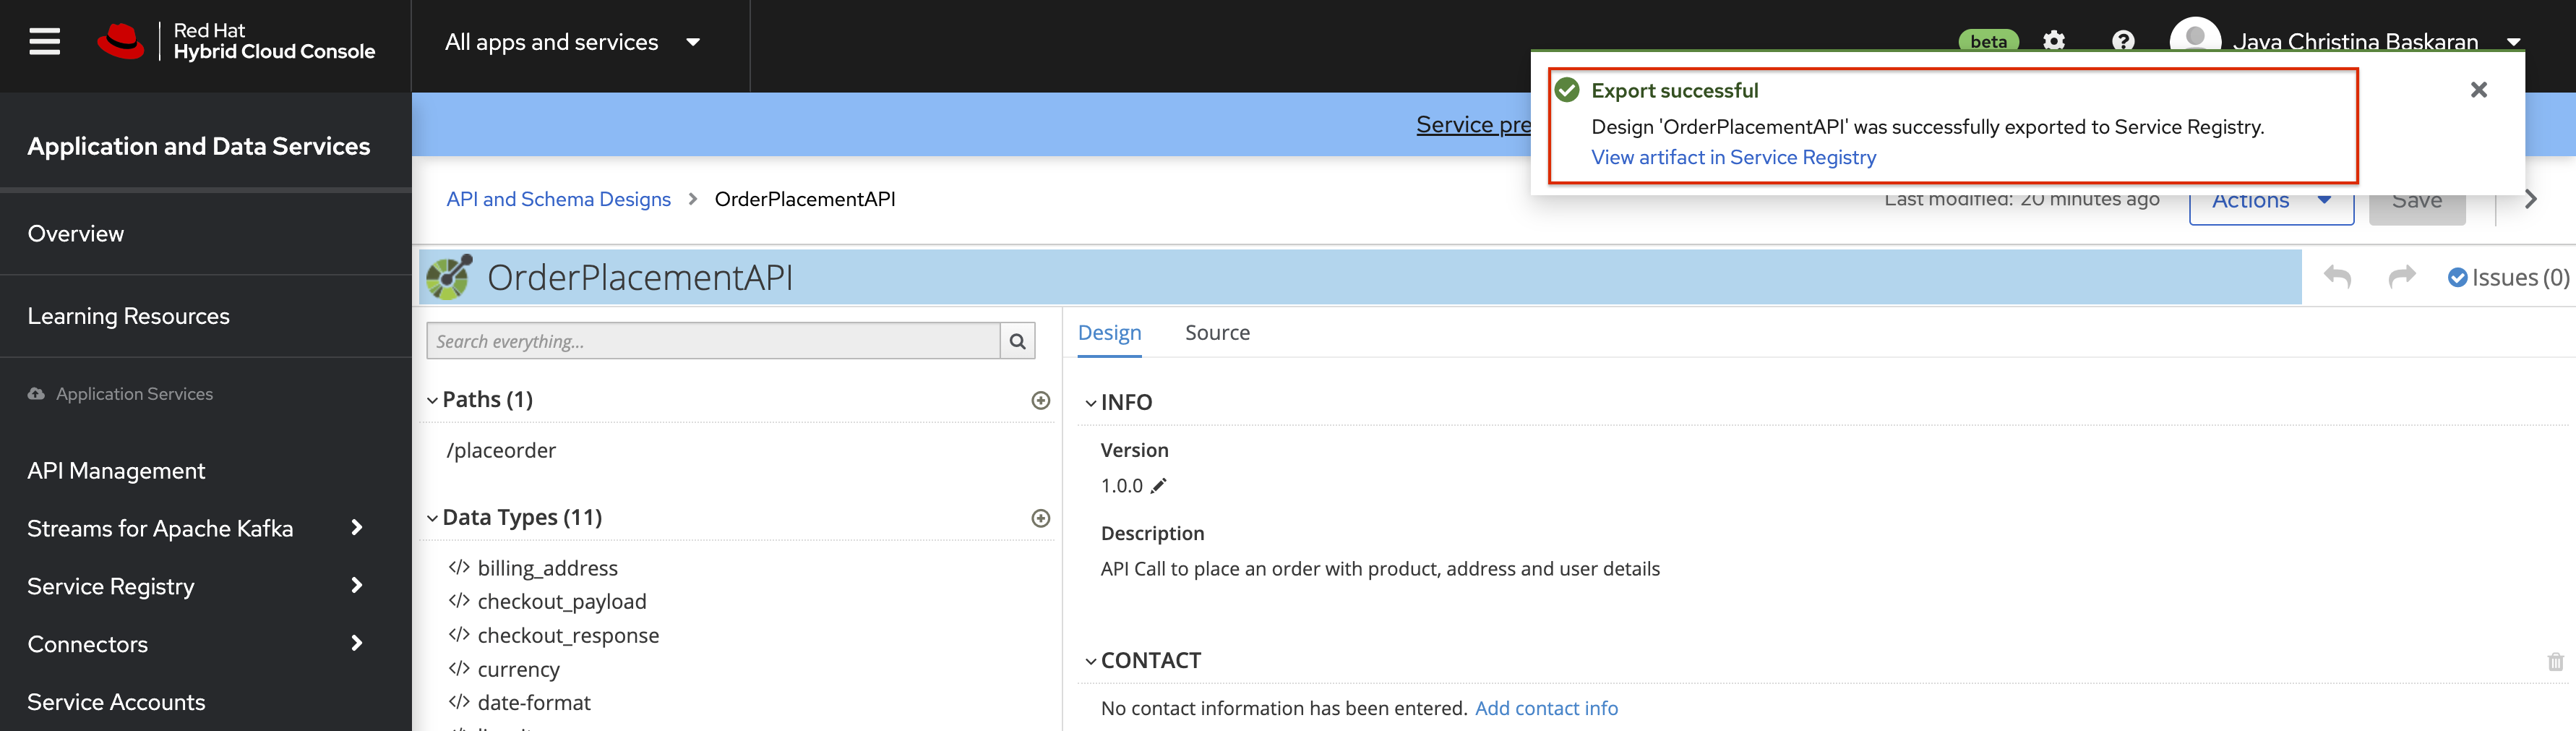 Red Hat
Hybrid Cloud Console
All apps and services
beta
Java Christina Baskaran
Export successful
Design 'OrderPlacementAPI' was successfully exported to Service Registry.
View artifact in Service Registry
Service pre
Application and Data Services
Overview
Learning Resources
Application Services
API Management
Streams for Apache Kafka
Service Registry
Connectors
Service Accounts
API and Schema Designs > OrderPlacementAPI
Last modified: 20 minutes ago
Actions
Save
OrderPlacementAPI
Issues (0)
Search everything...
Paths (1)
/placeorder
Data Types (11)
</> billing_address
</> checkout_payload
</> checkout_response
</> currency
</> date-format
Design
Source
INFO
Version
1.0.0
Description
API Call to place an order with product, address and user details
CONTACT
No contact information has been entered. Add contact info